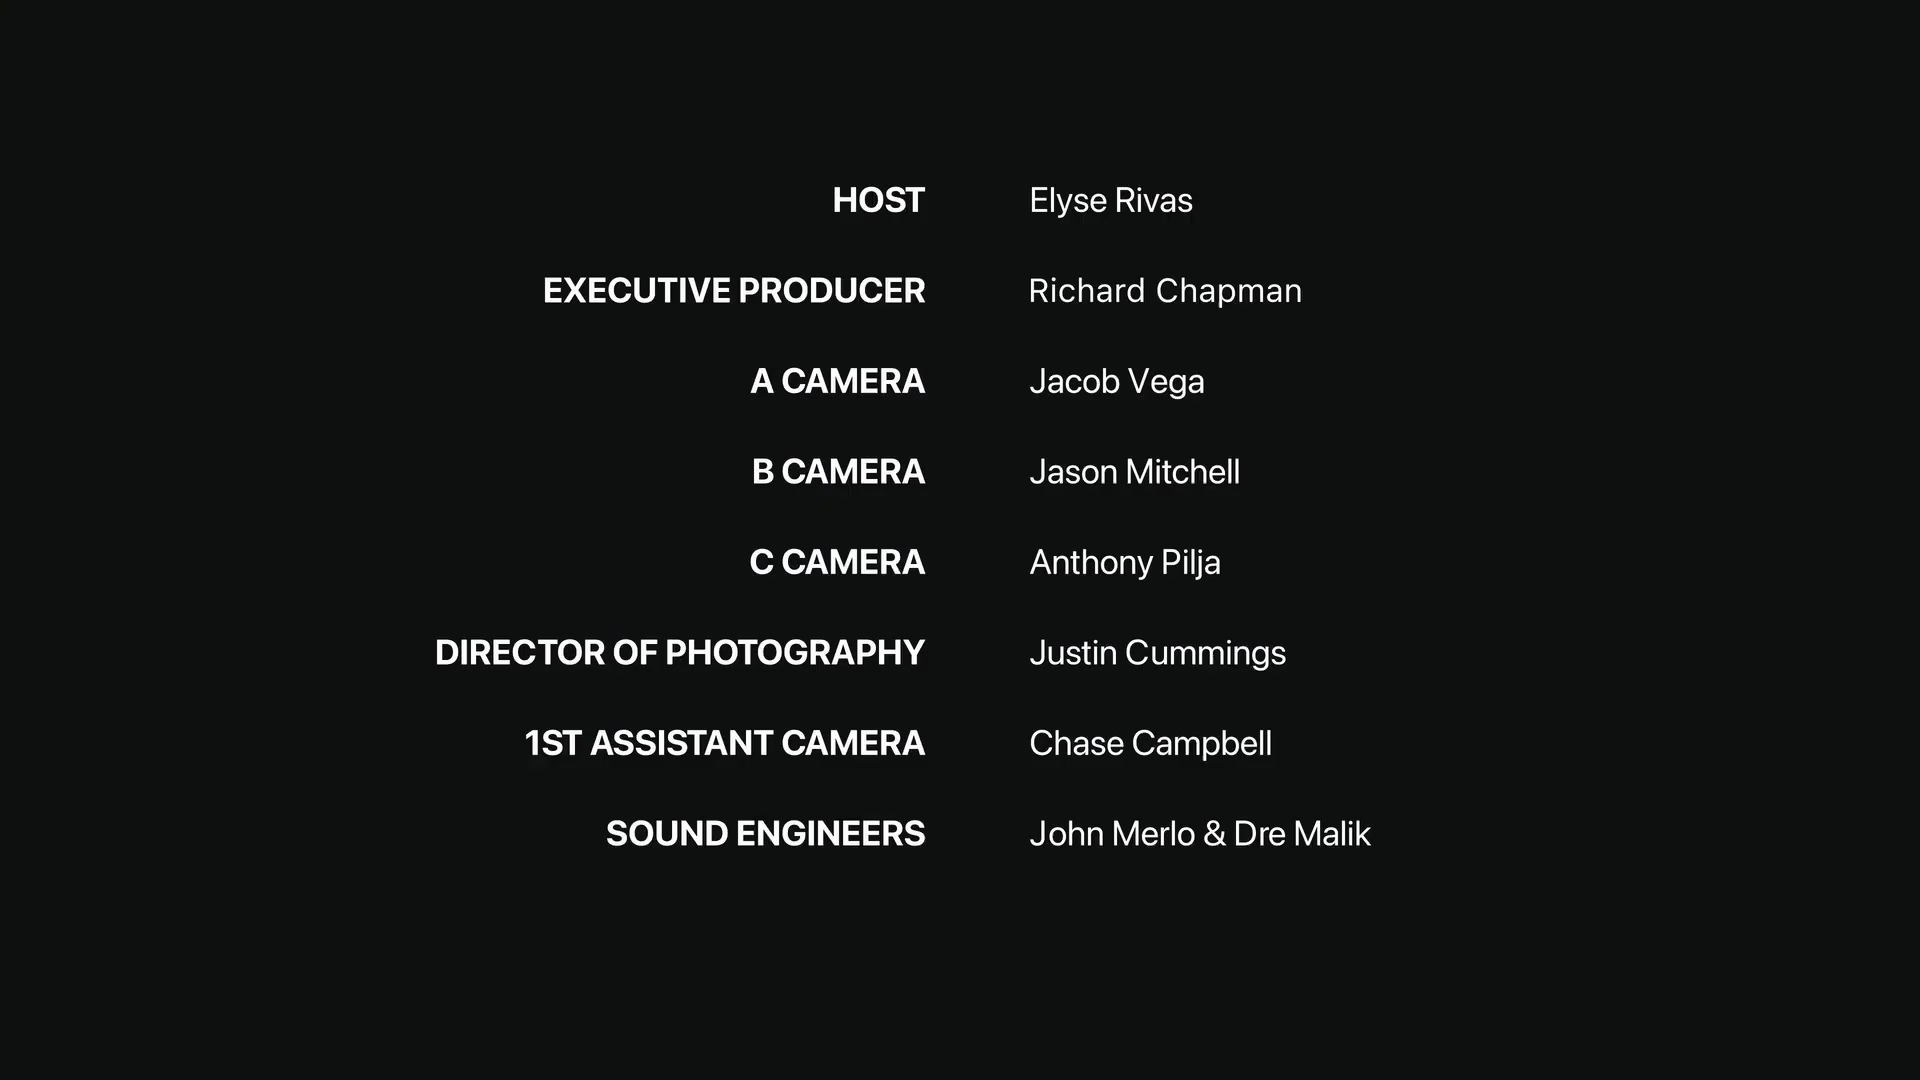 HOST Elyse Rivas
EXECUTIVE PRODUCER Richard Chapman
A CAMERA Jacob Vega
B CAMERA Jason Mitchell
C CAMERA Anthony Pilja
DIRECTOR OF PHOTOGRAPHY Justin Cummings
1ST ASSISTANT CAMERA Chase Campbell
SOUND ENGINEERS John Merlo & Dre Malik